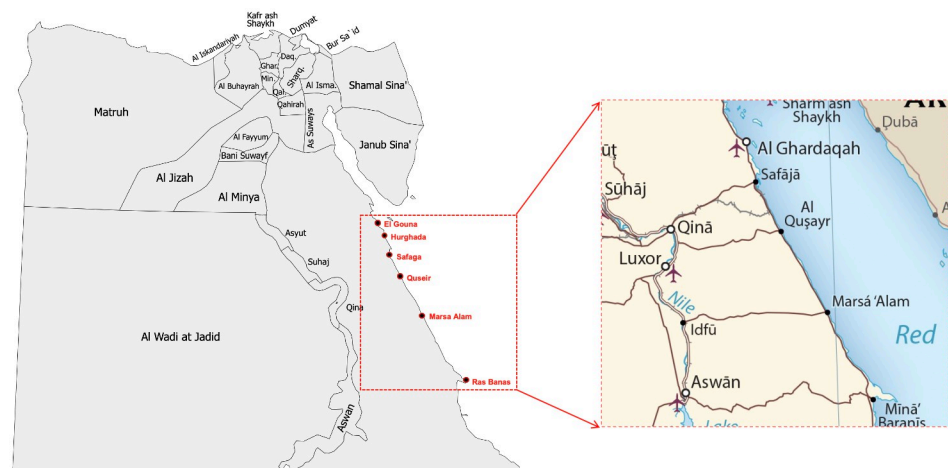 Kafr ash
Shaykh
Dumyat
Al Iskandariyah
Bur Sa`id
Daq.
Ghar.
Sharq.
Min.
Al Buhayrah
Qal.
Al Isma.
Shamal Sina'
Matruh
Qahirah
As Suways
Al Fayyum
Janub Sina'
Bani Suwayf
Al Jizah
Al Minya
El Gouna
Asyut
Hurghada
Safaga
Suhaj
Quseir
Qina
Marsa Alam
Al Wadi at Jadid
Ras Banas
Aswan
Sharm ash
Shaykh
Ḑubā
Al Ghardaqah
Safājā
Sūhāj
Al
Quşayr
Qinā
Luxor
Nile
Marsá ‘Alam
Idfū
Red
Aswān
Mīnā’
Baranīs